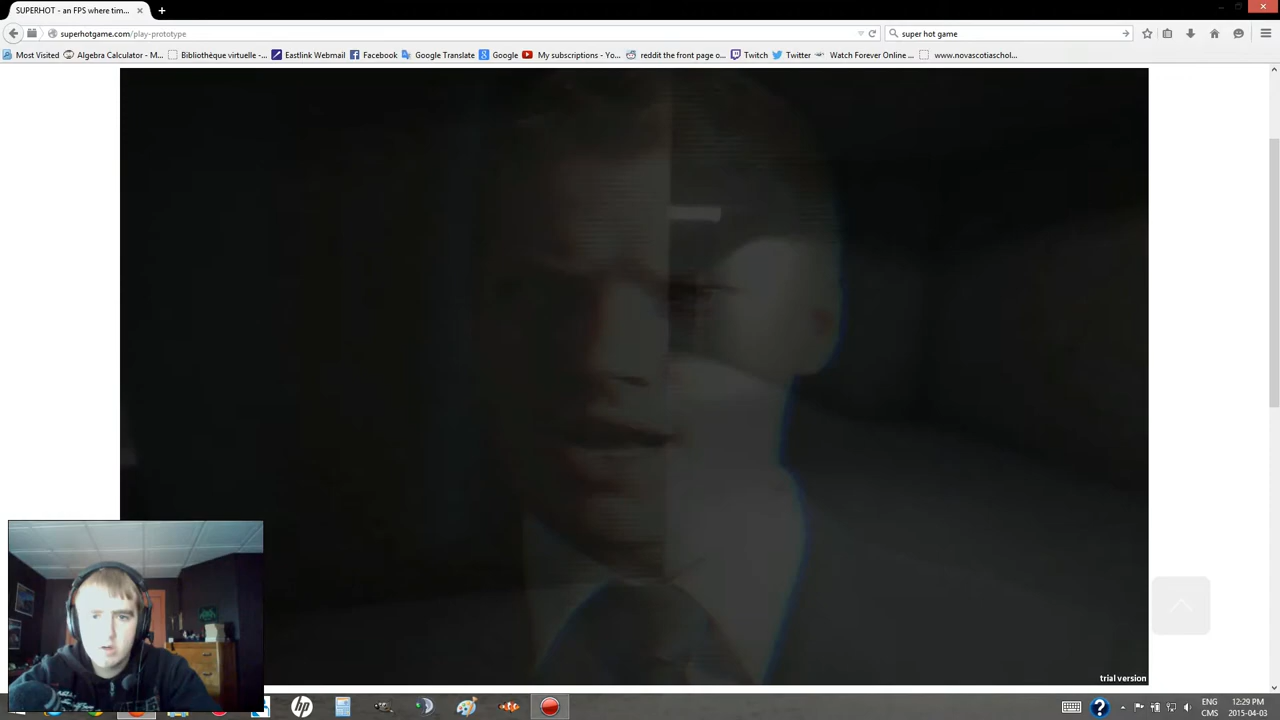 SUPERHOT - an FPS where tim...
superhotgame.com/play-prototype
super hot game
Most Visited
Algebra Calculator - M...
Bibliothèque virtuelle -...
Eastlink Webmail
Facebook
Google Translate
Google
My subscriptions - Yo...
reddit the front page o...
Twitch
Twitter
Watch Forever Online ...
www.novascotiaschol...
trial version
hp
ENG
CMS
12:29 PM
2015-04-03